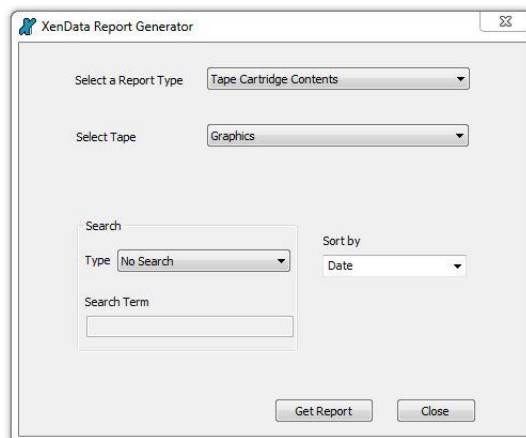 XenData Report Generator
Select a Report Type Tape Cartridge Contents
Select Tape Graphics
Search
Sort by
Type No Search
Date
Search Term
Get Report Close